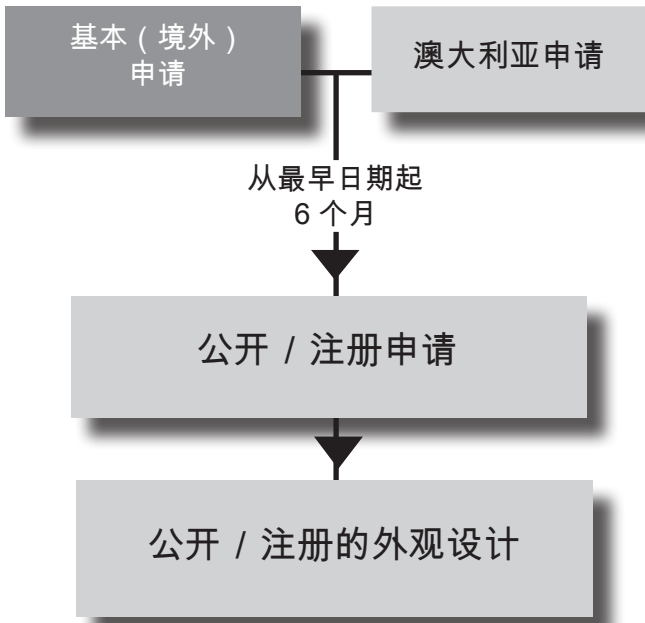 基本（境外）
申请
澳大利亚申请
从最早日期起
6 个月
公开 / 注册申请
公开 / 注册的外观设计